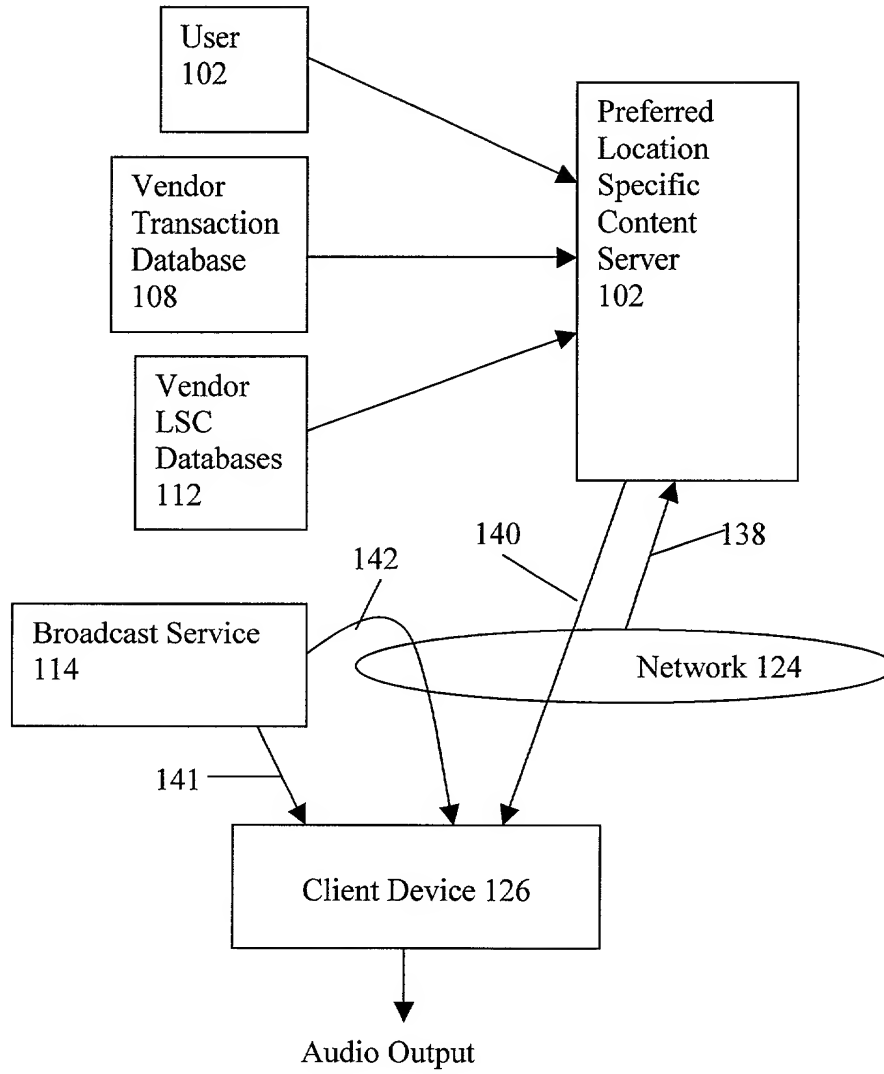 User
102
Vendor
Transaction
Database
108
Vendor
LSC
Databases
112
Preferred
Location
Specific
Content
Server
102
140
138
142
Broadcast Service
114
Network 124
141
Client Device 126
Audio Output